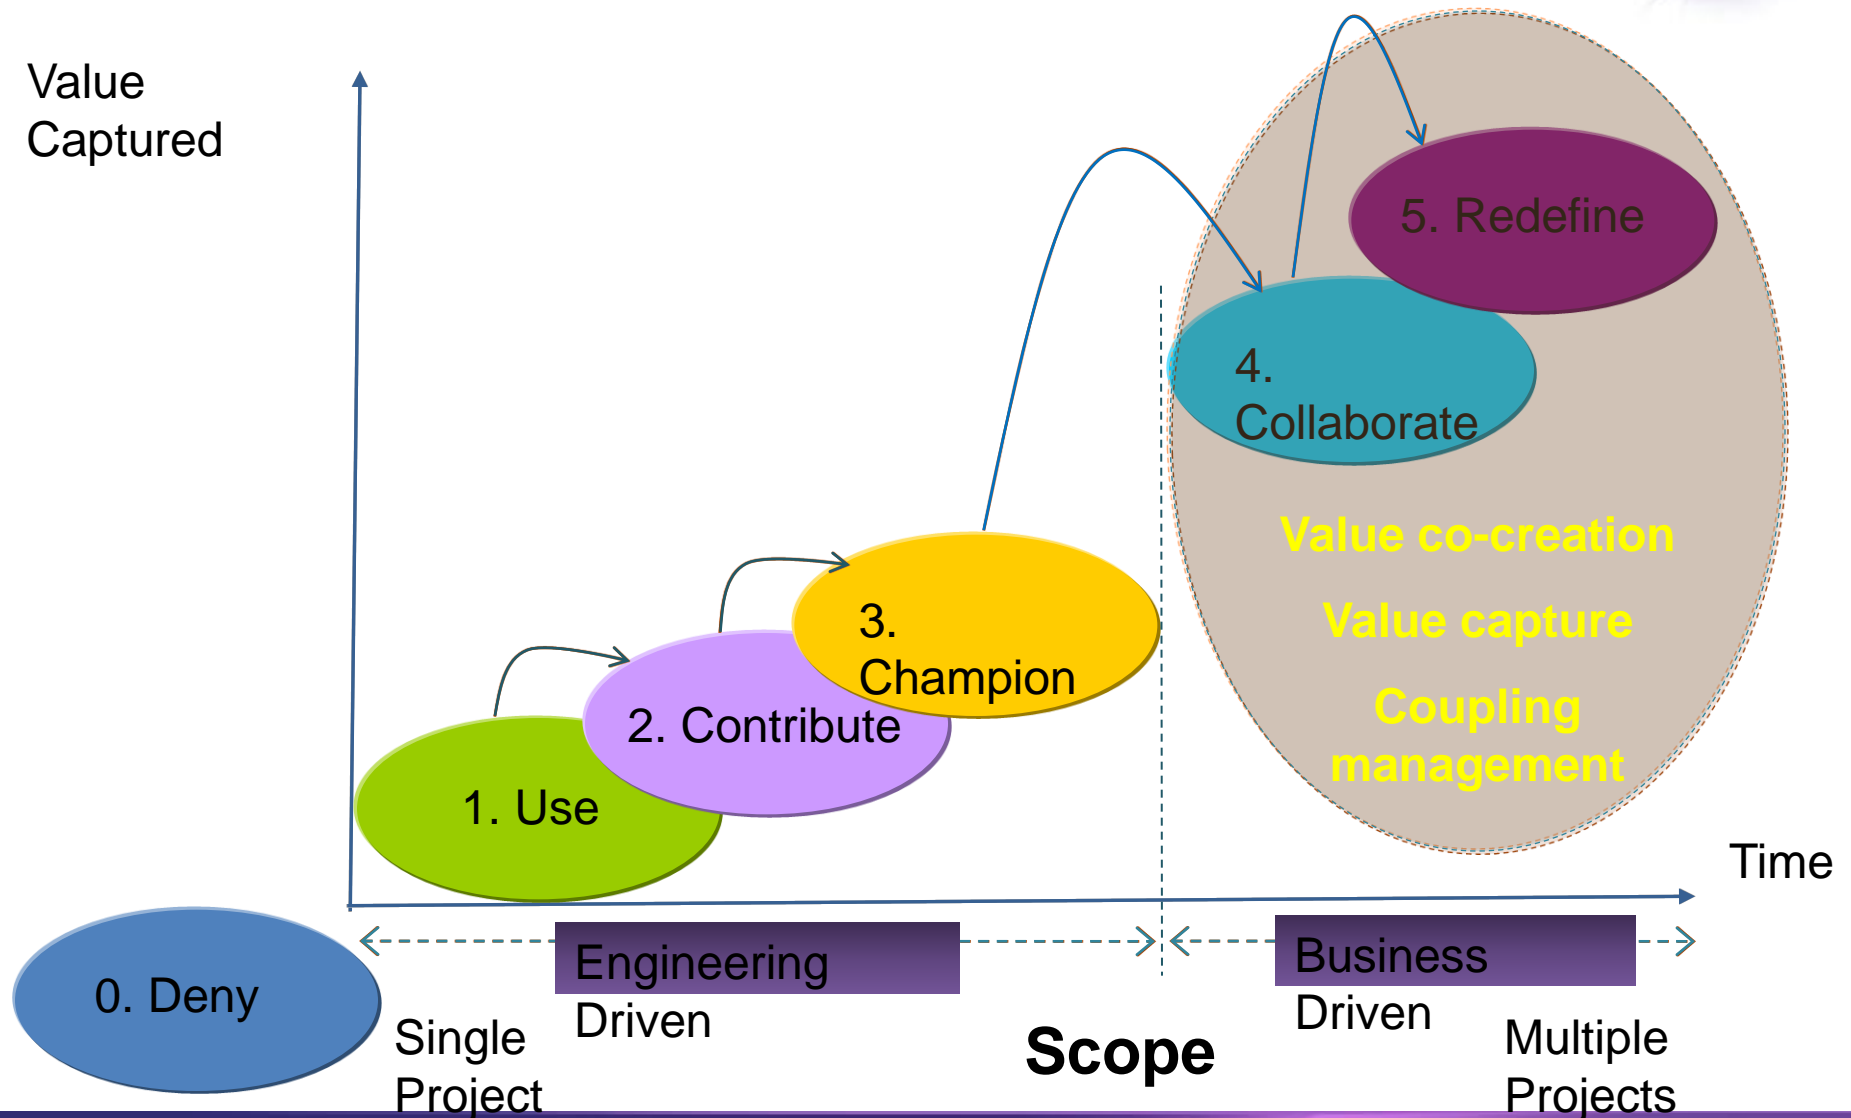 Value
Captured
5. Redefine
4.
Collaborate
Value co-creation
Value capture
Coupling
management
3.
Champion
2. Contribute
1. Use
Time
0. Deny
Engineering
Driven
Business
Driven
Single
Project
Scope
Multiple
Projects